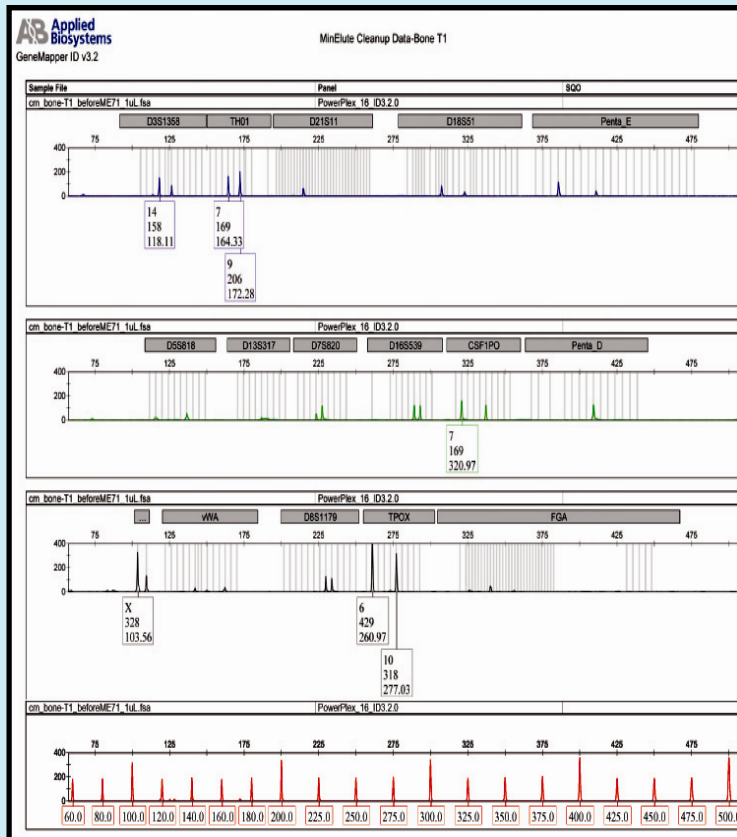 AB Applied
Biosystems
MinElute Cleanup Data-Bone T1
GeneMapper ID v3.2
Sample File Panel SQO
cm_bone-T1_beforeME71_1uL.fsa PowerPlex_16_ID3.2.0
D3S1358 TH01 D21S11 D18S51 Penta_E
75 125 175 225 275 325 375 425 475
400
200
0
14 7
158 169
118.11 164.33
9
206
172.28
cm_bone-T1_beforeME71_1uL.fsa PowerPlex_16_ID3.2.0
D5S818 D13S317 D7S820 D16S539 CSF1PO Penta_D
75 125 175 225 275 325 375 425 475
400
200
0
7
169
320.97
cm_bone-T1_beforeME71_1uL.fsa PowerPlex_16_ID3.2.0
... vWA D8S1179 TPOX FGA
75 125 175 225 275 325 375 425 475
400
200
0
X 6
328 429
103.56 260.97
10
318
277.03
cm_bone-T1_beforeME71_1uL.fsa PowerPlex_16_ID3.2.0
75 125 175 225 275 325 375 425 475
400
200
0
60.0 80.0 100.0 120.0 140.0 160.0 180.0 200.0 225.0 250.0 275.0 300.0 325.0 350.0 375.0 400.0 425.0 450.0 475.0 500.0